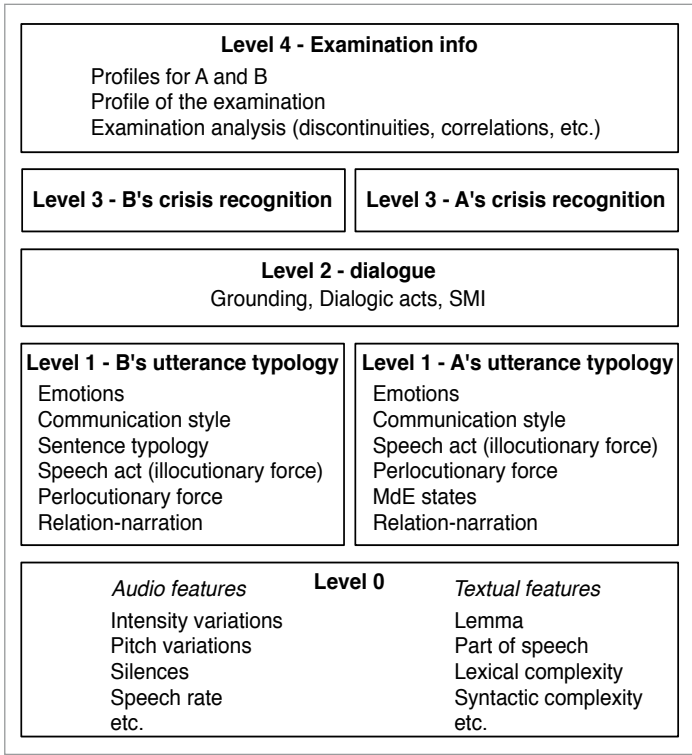 Level 4 - Examination info
Profiles for A and B
Profile of the examination
Examination analysis (discontinuities, correlations, etc.)
Level 3 - B's crisis recognition
Level 3 - A's crisis recognition
Level 2 - dialogue
Grounding, Dialogic acts, SMI
Level 1 - B's utterance typology
Emotions
Communication style
Sentence typology
Speech act (illocutionary force)
Perlocutionary force
Relation-narration
Level 1 - A's utterance typology
Emotions
Communication style
Speech act (illocutionary force)
Perlocutionary force
MdE states
Relation-narration
Level 0
Audio features
Intensity variations
Pitch variations
Silences
Speech rate
etc.
Textual features
Lemma
Part of speech
Lexical complexity
Syntactic complexity
etc.